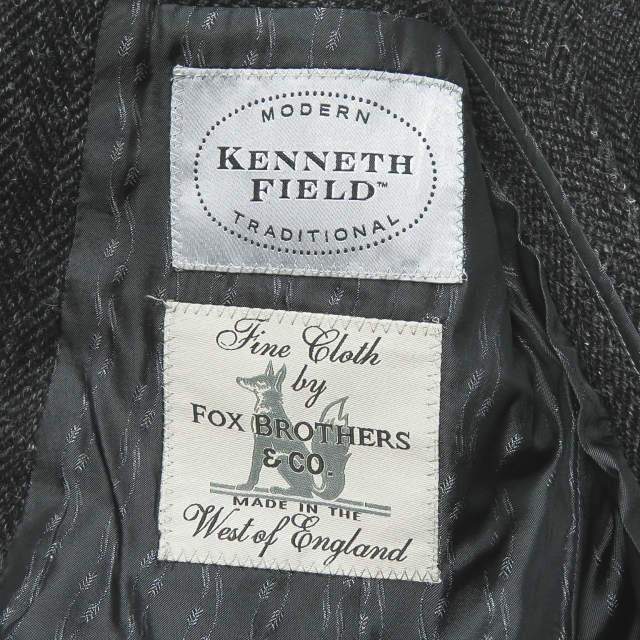 MODERN
KENNETH
FIELD™
TRADITIONAL
Fine Cloth
by
FOX BROTHERS
& CO.
MADE IN THE
West of England